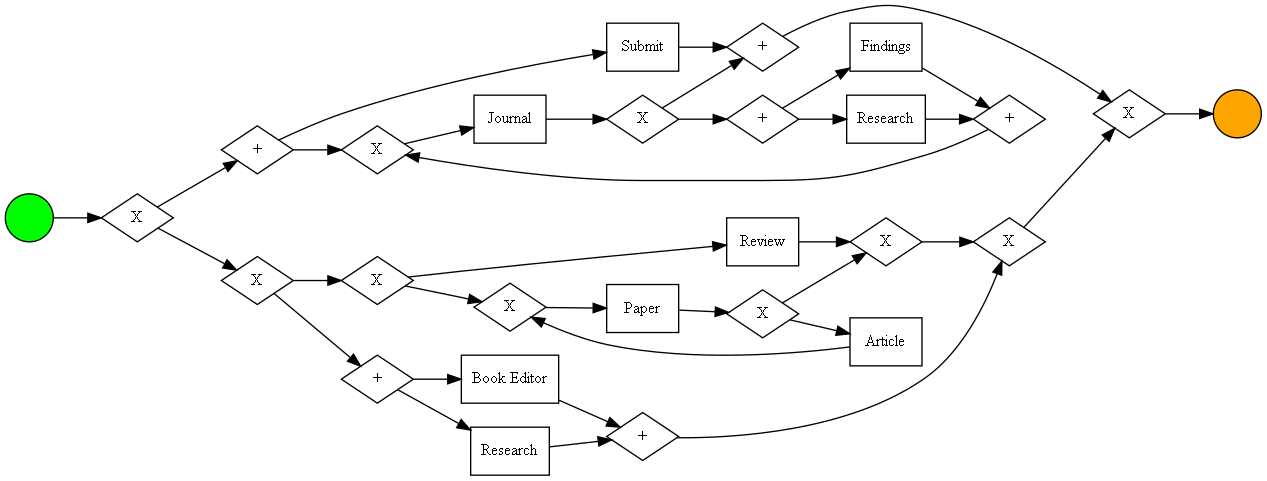 Submit
+
Findings
Journal
X
+
Research
+
X
+
X
X
Review
X
X
X
X
X
Paper
X
Article
+
Book Editor
Research
+